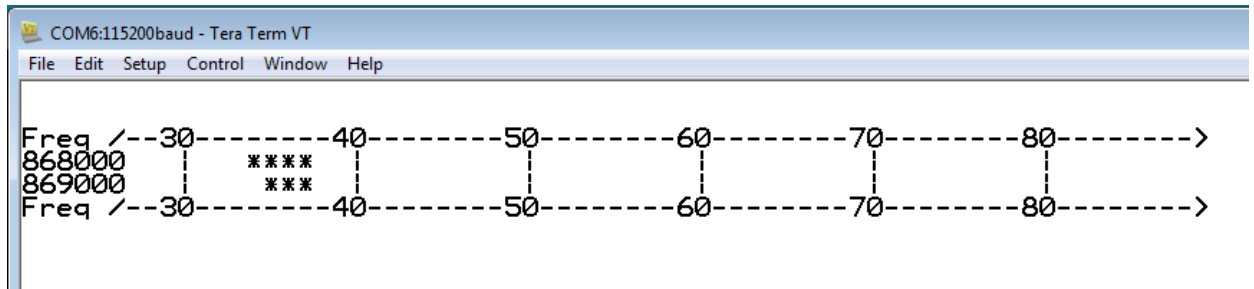 COM6:115200baud - Tera Term VT
File Edit Setup Control Window Help
Freq /--30--------40--------50--------60--------70--------80-------->
868000   ¦   ****  ¦         ¦         ¦         ¦         ¦
869000   ¦    ***  ¦         ¦         ¦         ¦         ¦
Freq /--30--------40--------50--------60--------70--------80-------->